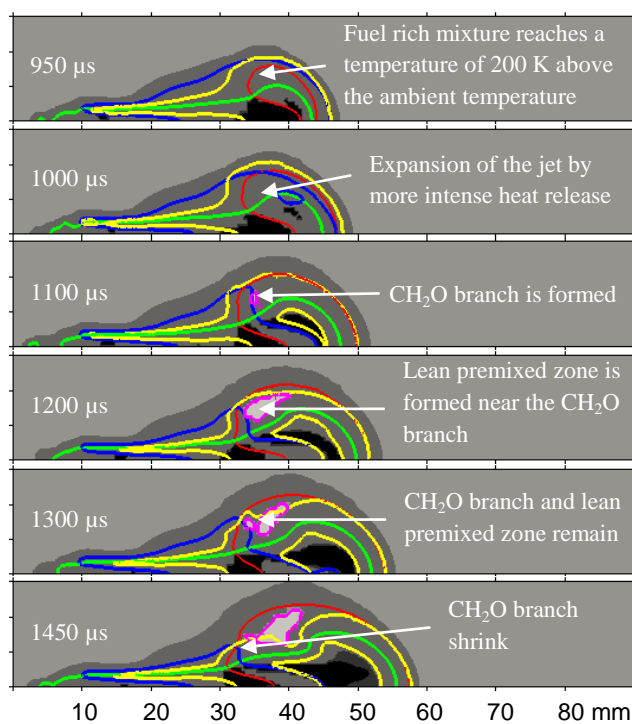 950 µs
Fuel rich mixture reaches a
temperature of 200 K above
the ambient temperature
1000 µs
Expansion of the jet by
more intense heat release
1100 µs
CH₂O branch is formed
1200 µs
Lean premixed zone is
formed near the CH₂O
branch
1300 µs
CH₂O branch and lean
premixed zone remain
1450 µs
CH₂O branch
shrink
10 20 30 40 50 60 70 80 mm